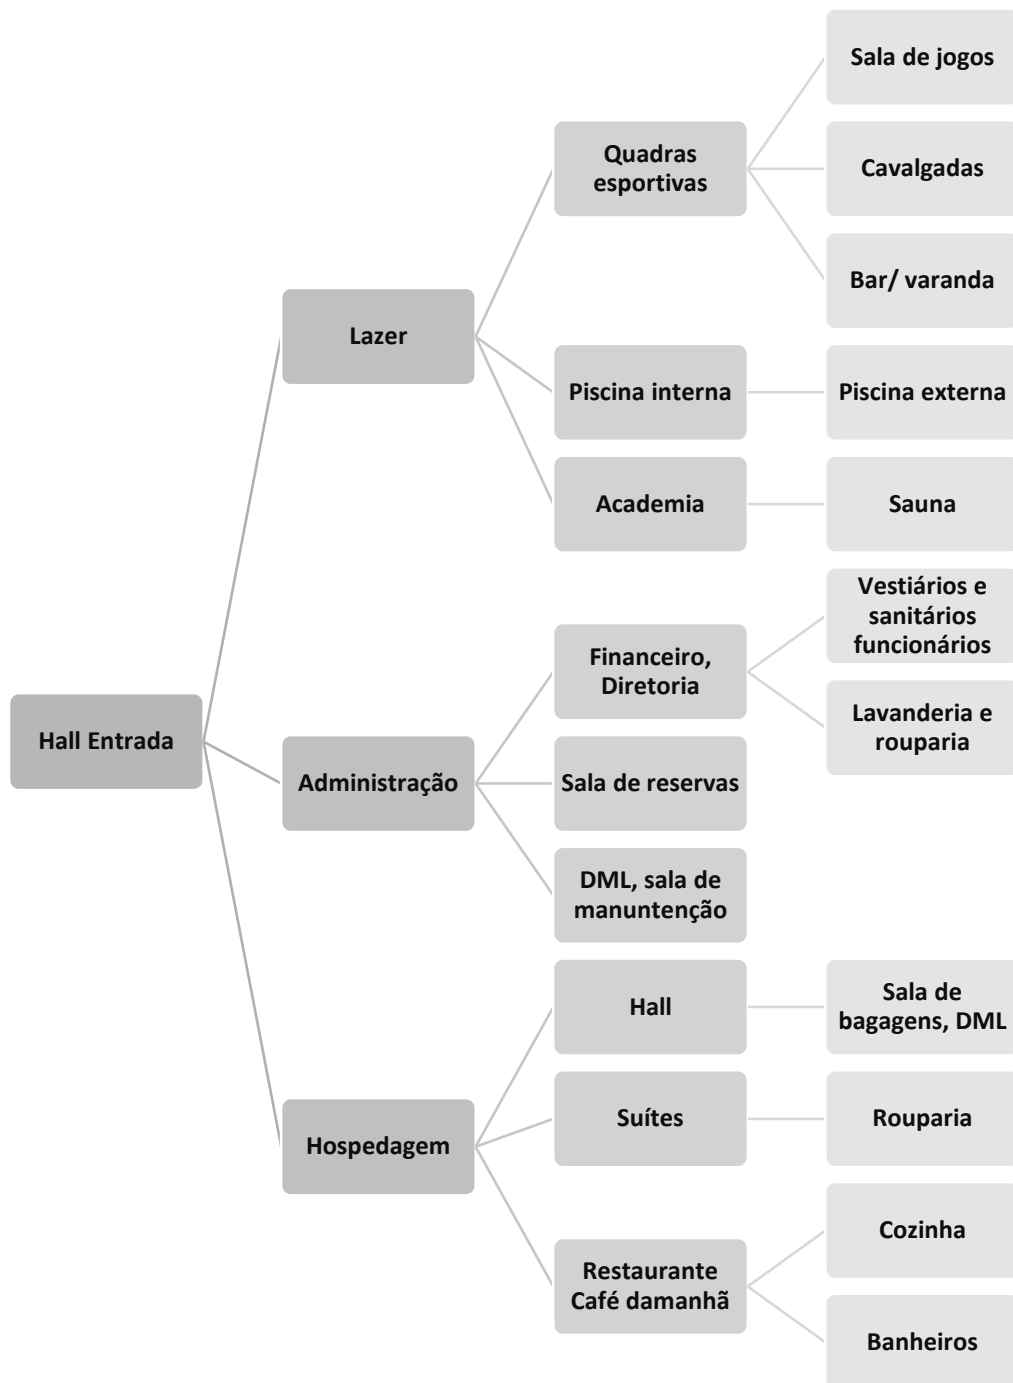 Sala de jogos
Quadras
esportivas
Cavalgadas
Bar/ varanda
Lazer
Piscina interna
Piscina externa
Academia
Sauna
Vestiários e
sanitários
funcionários
Financeiro,
Diretoria
Lavanderia e
rouparia
Hall Entrada
Administração
Sala de reservas
DML, sala de
manuntenção
Hall
Sala de
bagagens, DML
Suítes
Rouparia
Hospedagem
Cozinha
Restaurante
Café damanhã
Banheiros